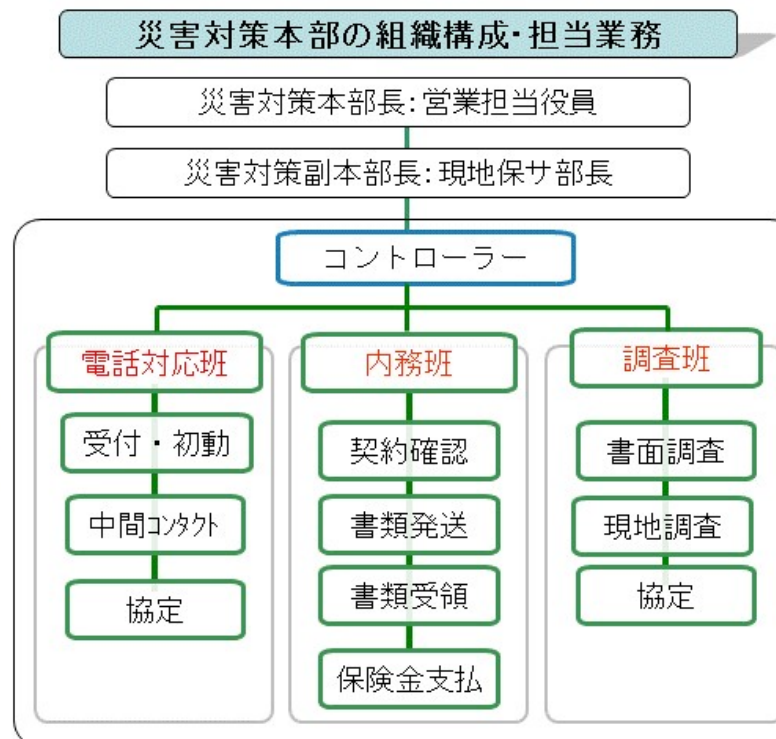 災害対策本部の組織構成・担当業務
災害対策本部長:営業担当役員
災害対策副本部長:現地保サ部長
コントローラー
電話対応班
受付・初動
中間ｺﾝﾀｸﾄ
協定
内務班
契約確認
書類発送
書類受領
保険金支払
調査班
書面調査
現地調査
協定